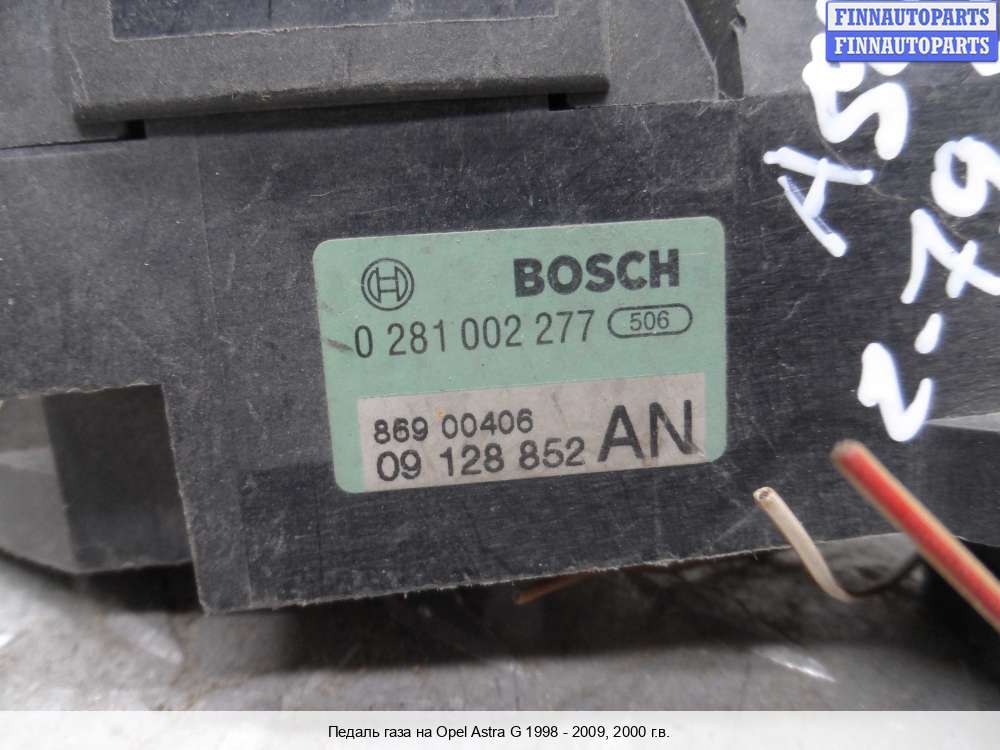 FINNAUTOPARTS
FINNAUTOPARTS
BOSCH
0 281 002 277 506
869 00406
09 128 852 AN
Педаль газа на Opel Astra G 1998 - 2009, 2000 г.в.